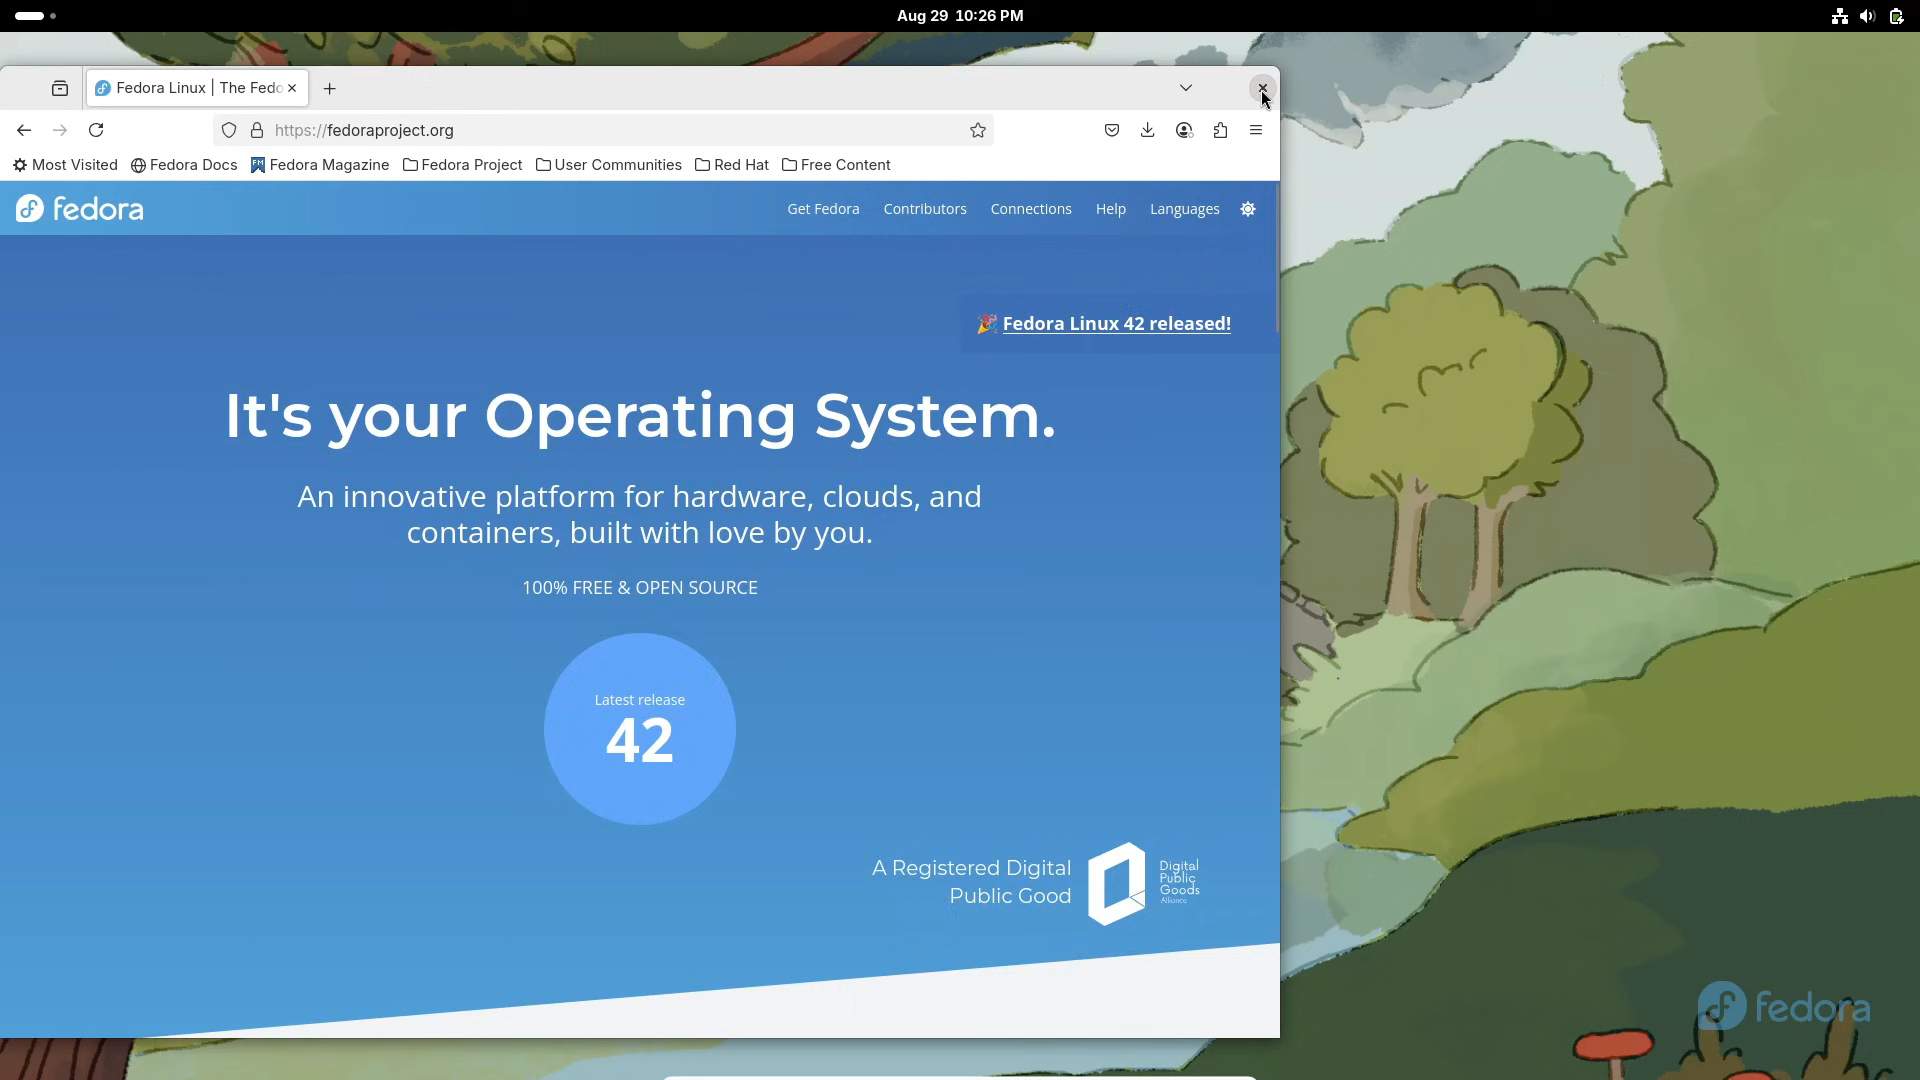 Aug 29 10:26 PM
Fedora Linux | The Fedo
https://fedoraproject.org
Most Visited Fedora Docs Fedora Magazine Fedora Project User Communities Red Hat Free Content
fedora Get Fedora Contributors Connections Help Languages
🎉 Fedora Linux 42 released!
It's your Operating System.
An innovative platform for hardware, clouds, and
containers, built with love by you.
100% FREE & OPEN SOURCE
Latest release
42
A Registered Digital
Public Good
Digital
Public
Goods
Alliance
fedora